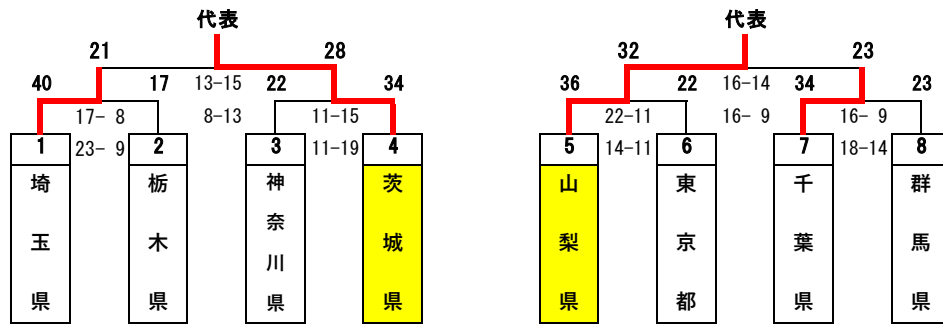 代表 代表
21 28 32 23
40 17 13-15 22 34 36 22 16-14 34 23
17- 8 8-13 11-15 22-11 16- 9 16- 9
1 23- 9 2 3 11-19 4 5 14-11 6 7 18-14 8
埼玉県 栃木県 神奈川県 茨城県 山梨県 東京都 千葉県 群馬県